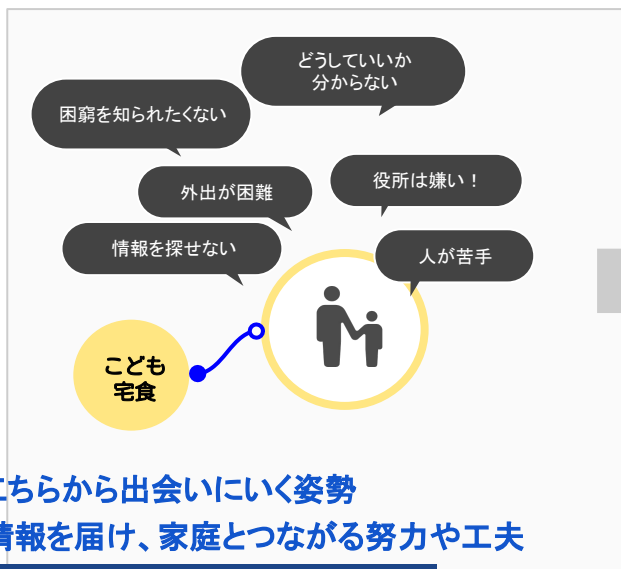 どうしていいか
分からない
困窮を知られたくない
役所は嫌い！
外出が困難
情報を探せない
人が苦手
こども
宅食
こちらから出会いにいく姿勢
情報を届け、家庭とつながる努力や工夫